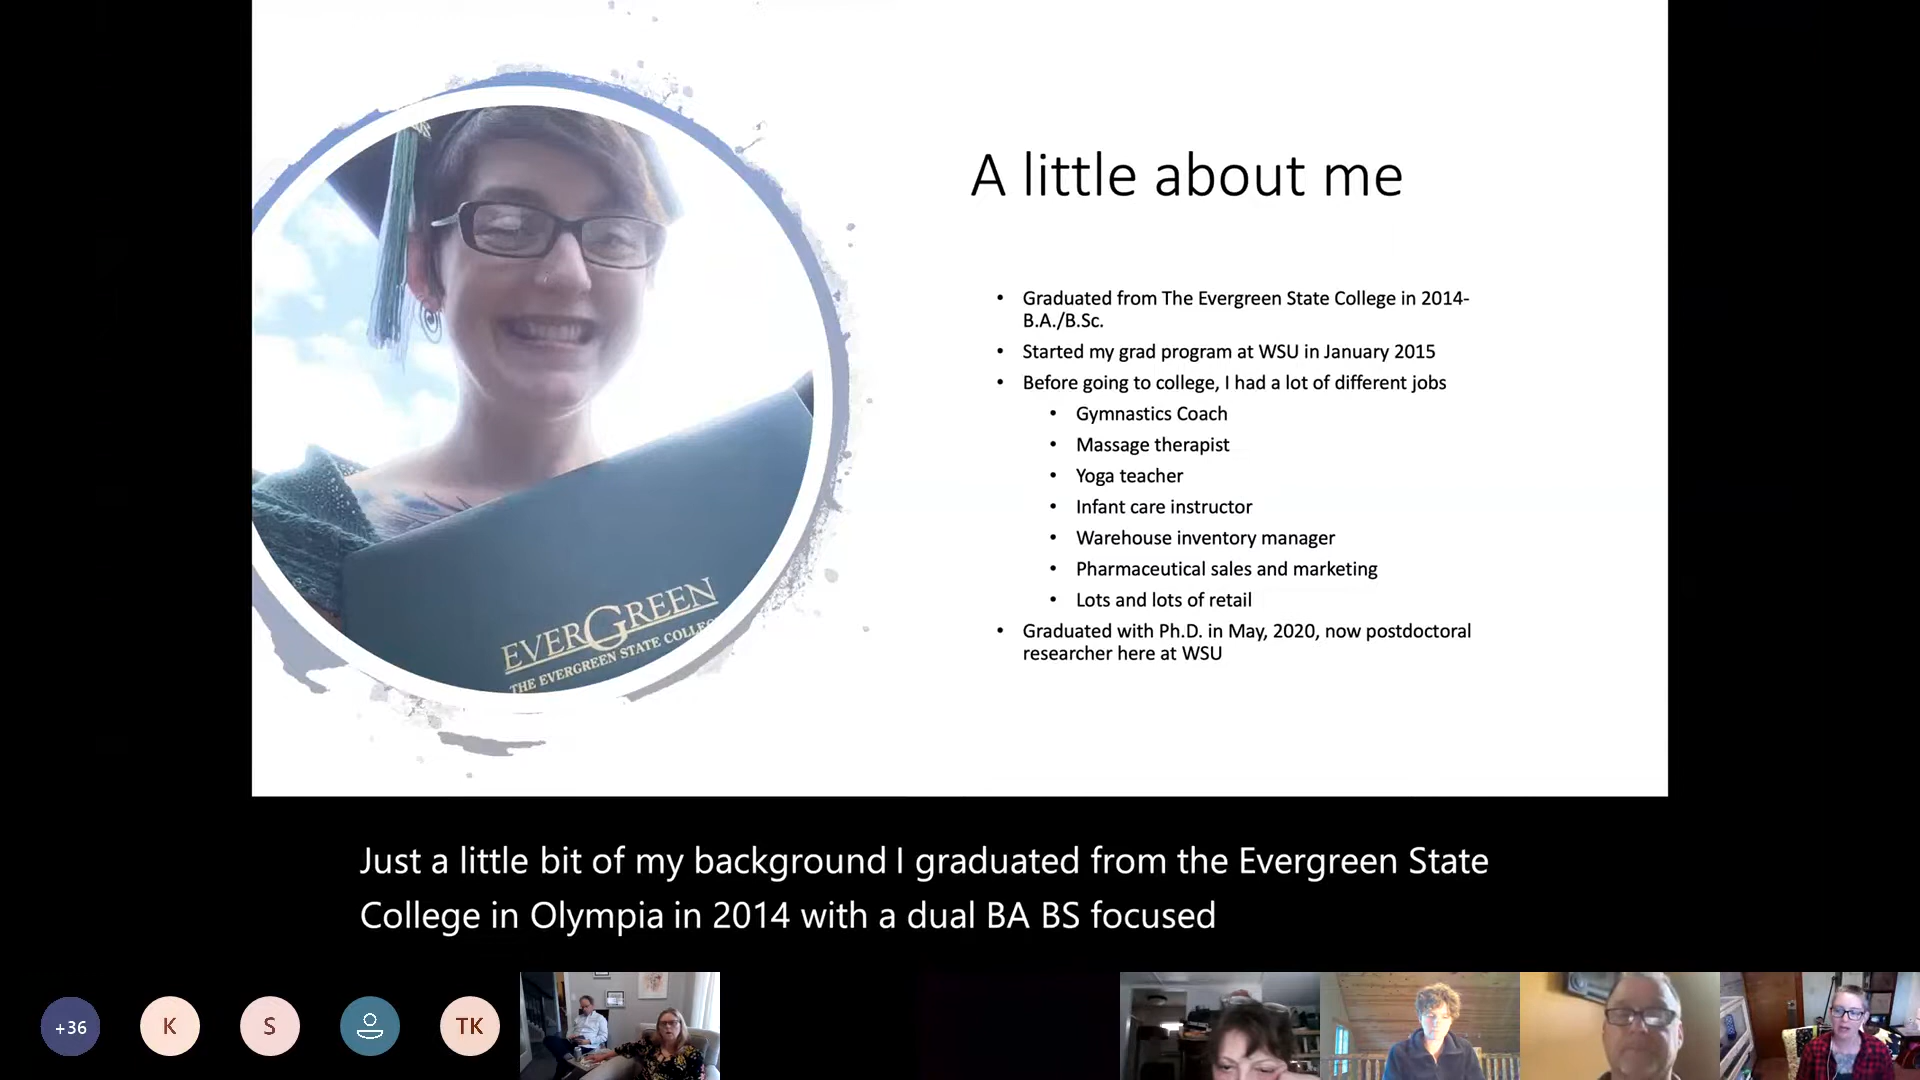 A little about me
• Graduated from The Evergreen State College in 2014-
B.A./B.Sc.
• Started my grad program at WSU in January 2015
• Before going to college, I had a lot of different jobs
• Gymnastics Coach
• Massage therapist
• Yoga teacher
• Infant care instructor
• Warehouse inventory manager
• Pharmaceutical sales and marketing
• Lots and lots of retail
• Graduated with Ph.D. in May, 2020, now postdoctoral
researcher here at WSU
EVERGREEN
THE EVERGREEN STATE COLLEG
Just a little bit of my background I graduated from the Evergreen State
College in Olympia in 2014 with a dual BA BS focused
+36
K
S
TK